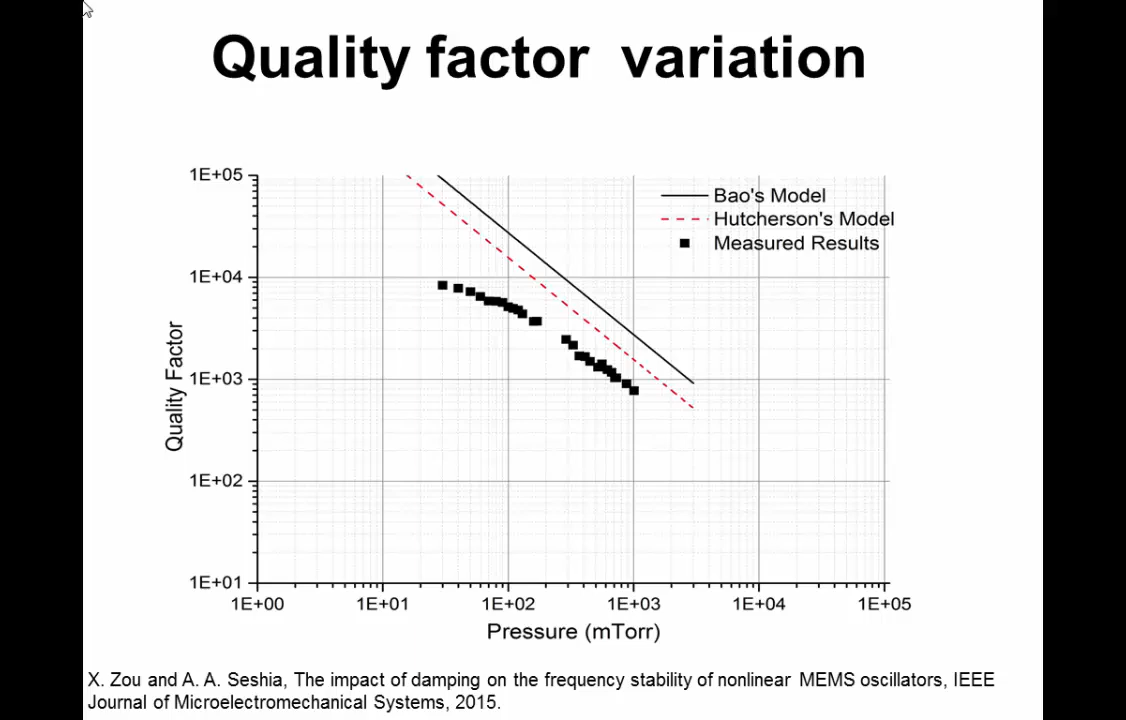 Quality factor variation
1E+05
1E+04
1E+03
1E+02
1E+01
Quality Factor
Bao's Model
Hutcherson's Model
Measured Results
1E+00 1E+01 1E+02 1E+03 1E+04 1E+05
Pressure (mTorr)
X. Zou and A. A. Seshia, The impact of damping on the frequency stability of nonlinear MEMS oscillators, IEEE
Journal of Microelectromechanical Systems, 2015.